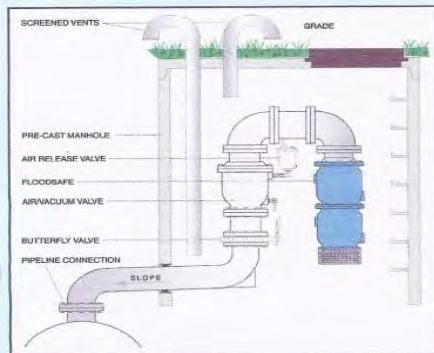 SCREENED VENTS
GRADE
PRE-CAST MANHOLE
AIR RELEASE VALVE
FLOODSAFE
AIR/VACUUM VALVE
BUTTERFLY VALVE
PIPELINE CONNECTION
SLOPE